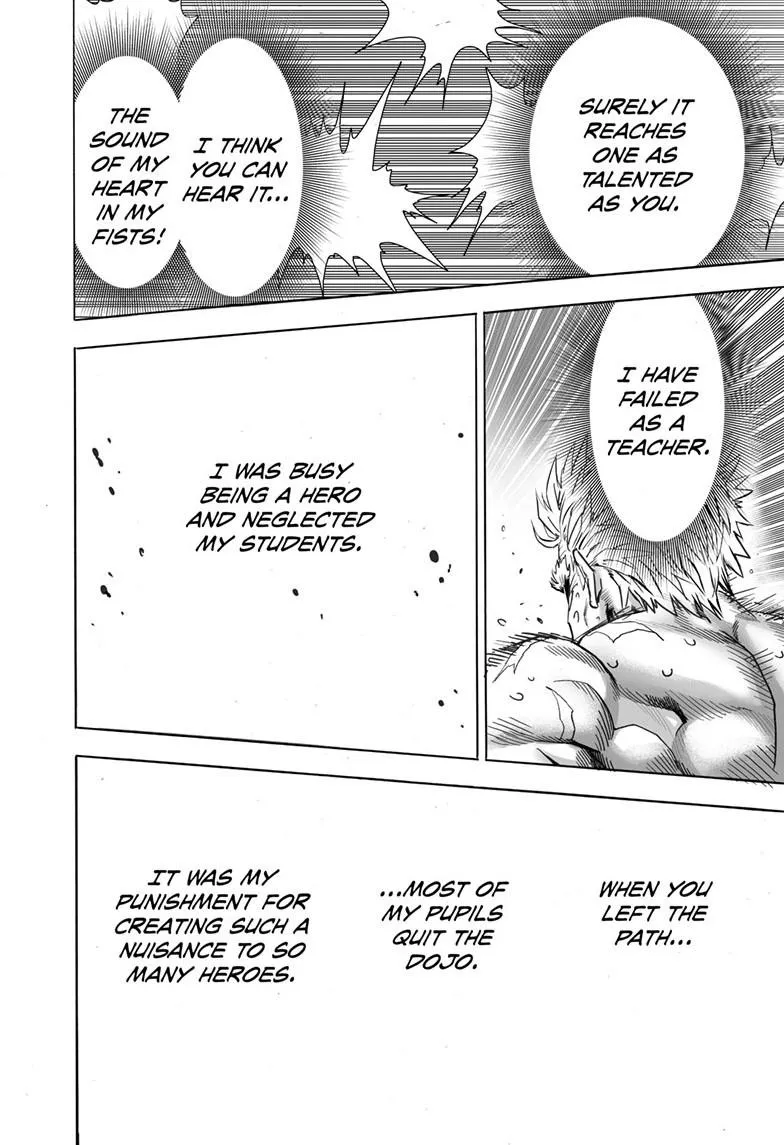 SURELY IT
REACHES
ONE AS
TALENTED
AS YOU.
I THINK
YOU CAN
HEAR IT...
THE
SOUND
OF MY
HEART
IN MY
FISTS!
I HAVE
FAILED
AS A
TEACHER.
I WAS BUSY
BEING A HERO
AND NEGLECTED
MY STUDENTS.
WHEN YOU
LEFT THE
PATH...
...MOST OF
MY PUPILS
QUIT THE
DOJO.
IT WAS MY
PUNISHMENT FOR
CREATING SUCH A
NUISANCE TO SO
MANY HEROES.